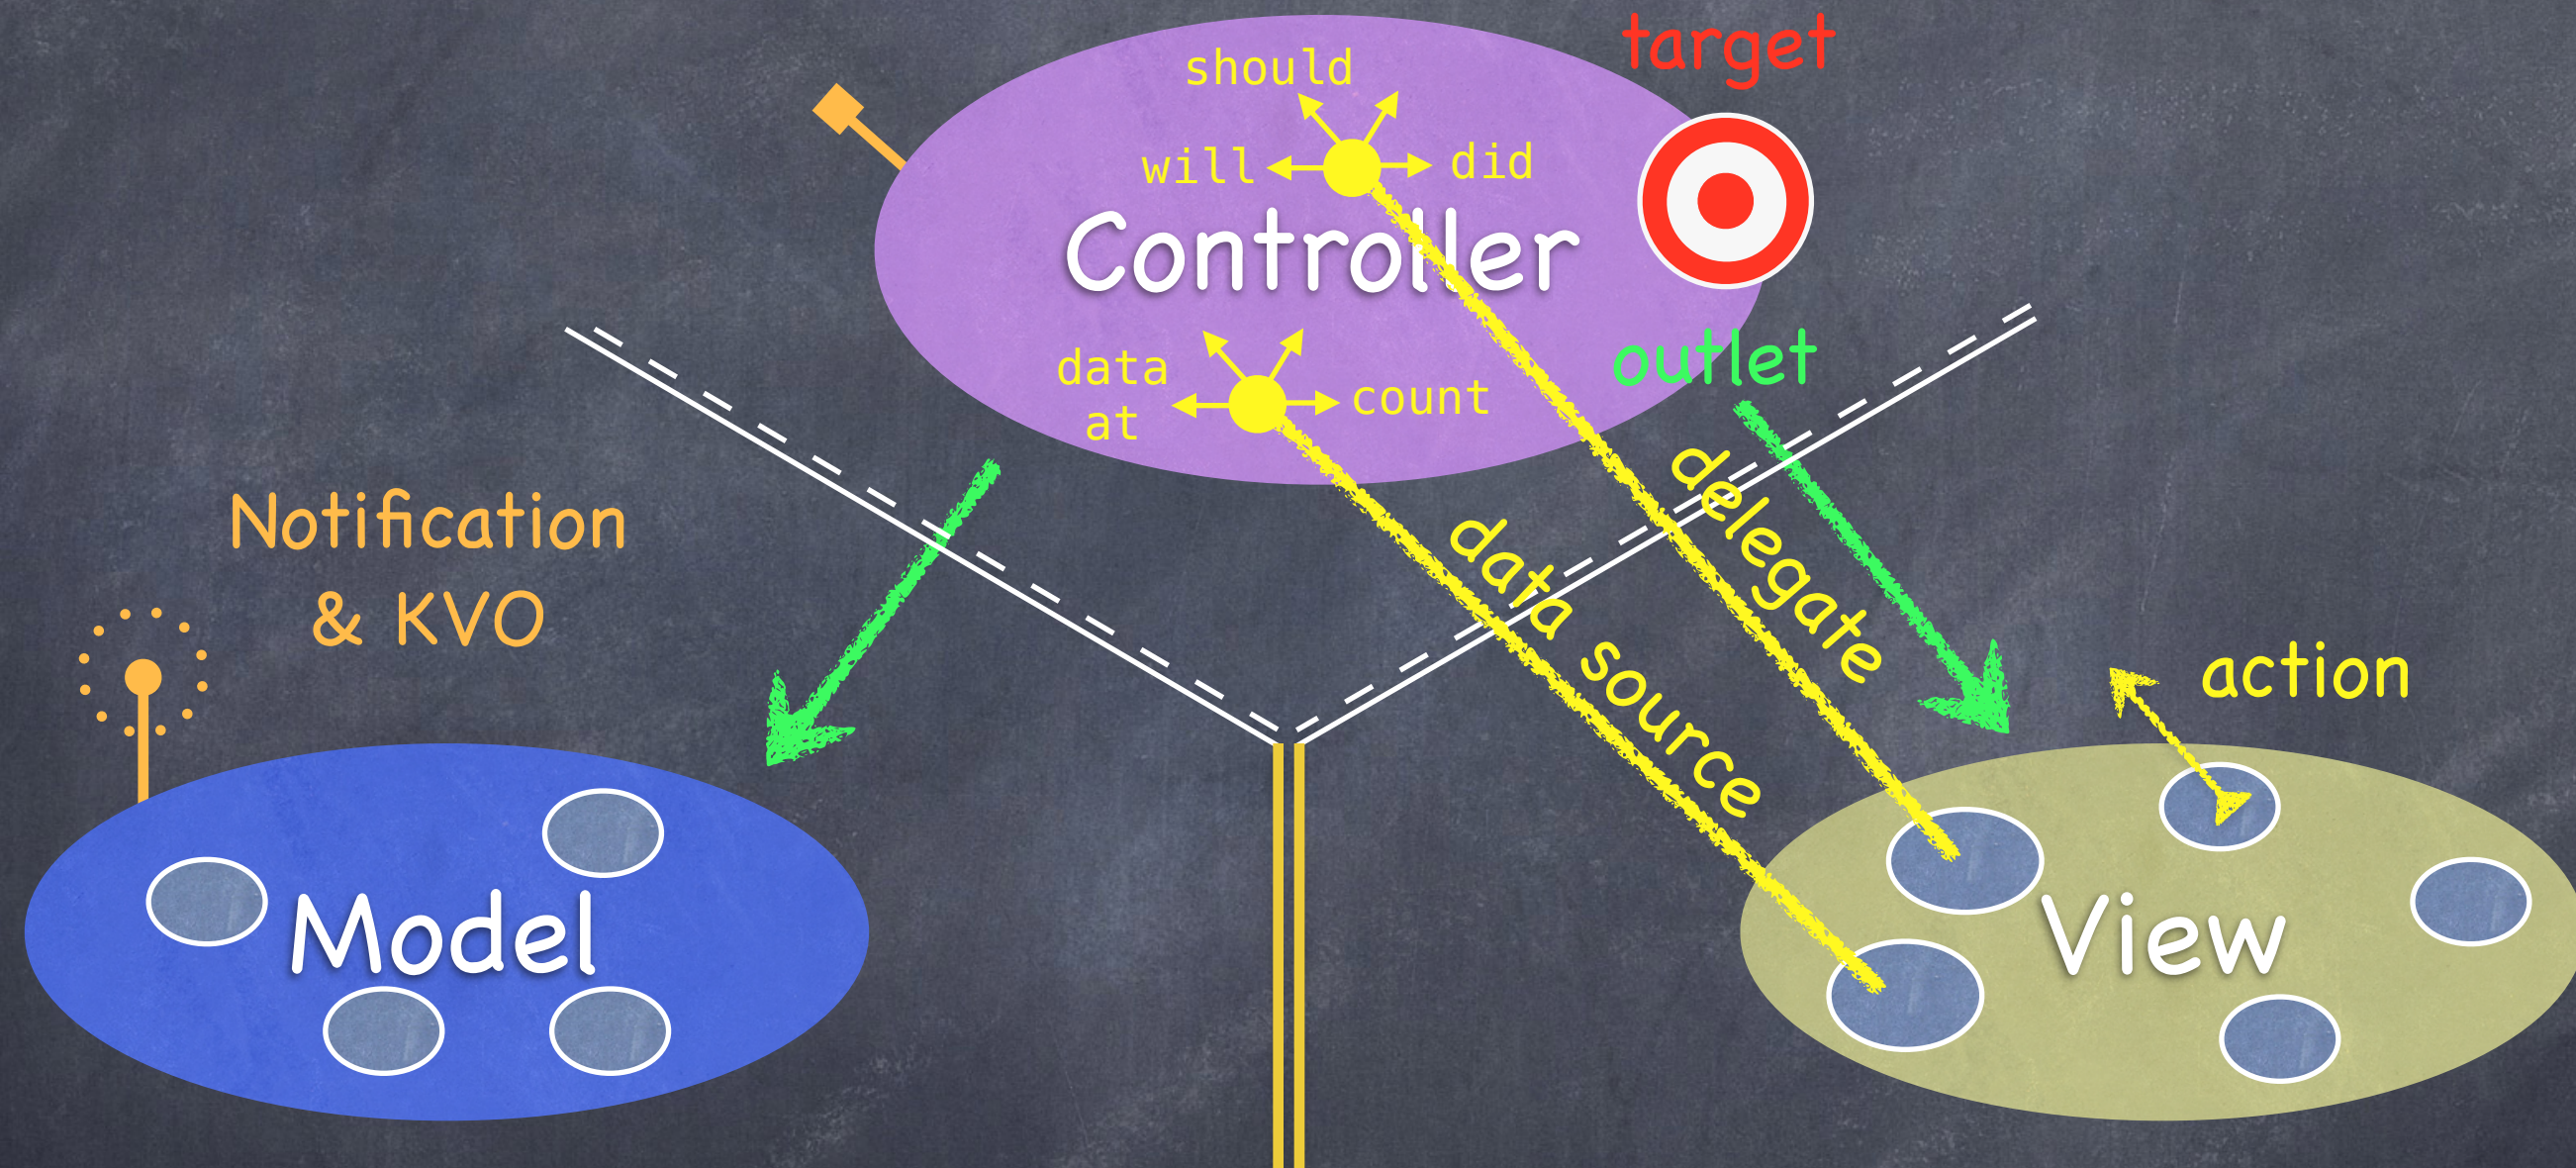 target
should
will
did
Controller
data
at
count
outlet
delegate
data source
Notification
& KVO
action
Model
View